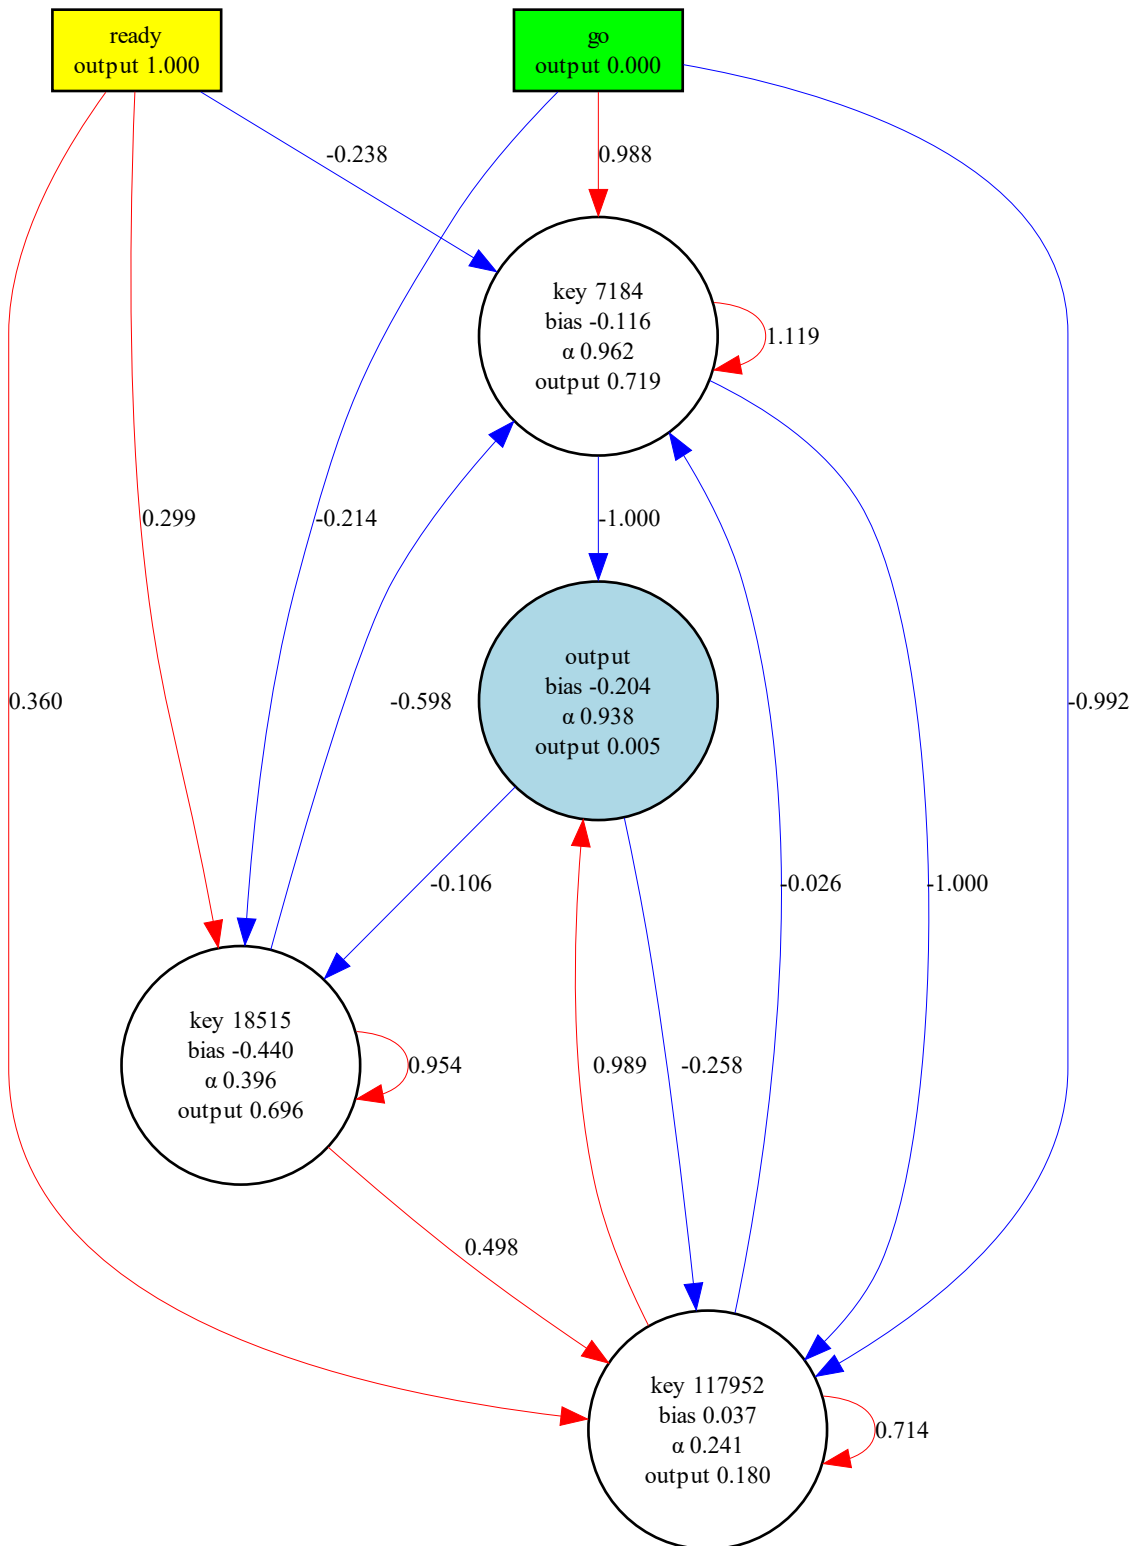 ready
output 1.000
go
output 0.000
-0.238
0.988
key 7184
bias -0.116
α 0.962
output 0.719
1.119
0.299
-0.214
-1.000
output
bias -0.204
α 0.938
output 0.005
0.360
-0.598
-0.992
-0.106
-0.026
-1.000
key 18515
bias -0.440
α 0.396
output 0.696
0.954
0.989
-0.258
0.498
key 117952
bias 0.037
α 0.241
output 0.180
0.714